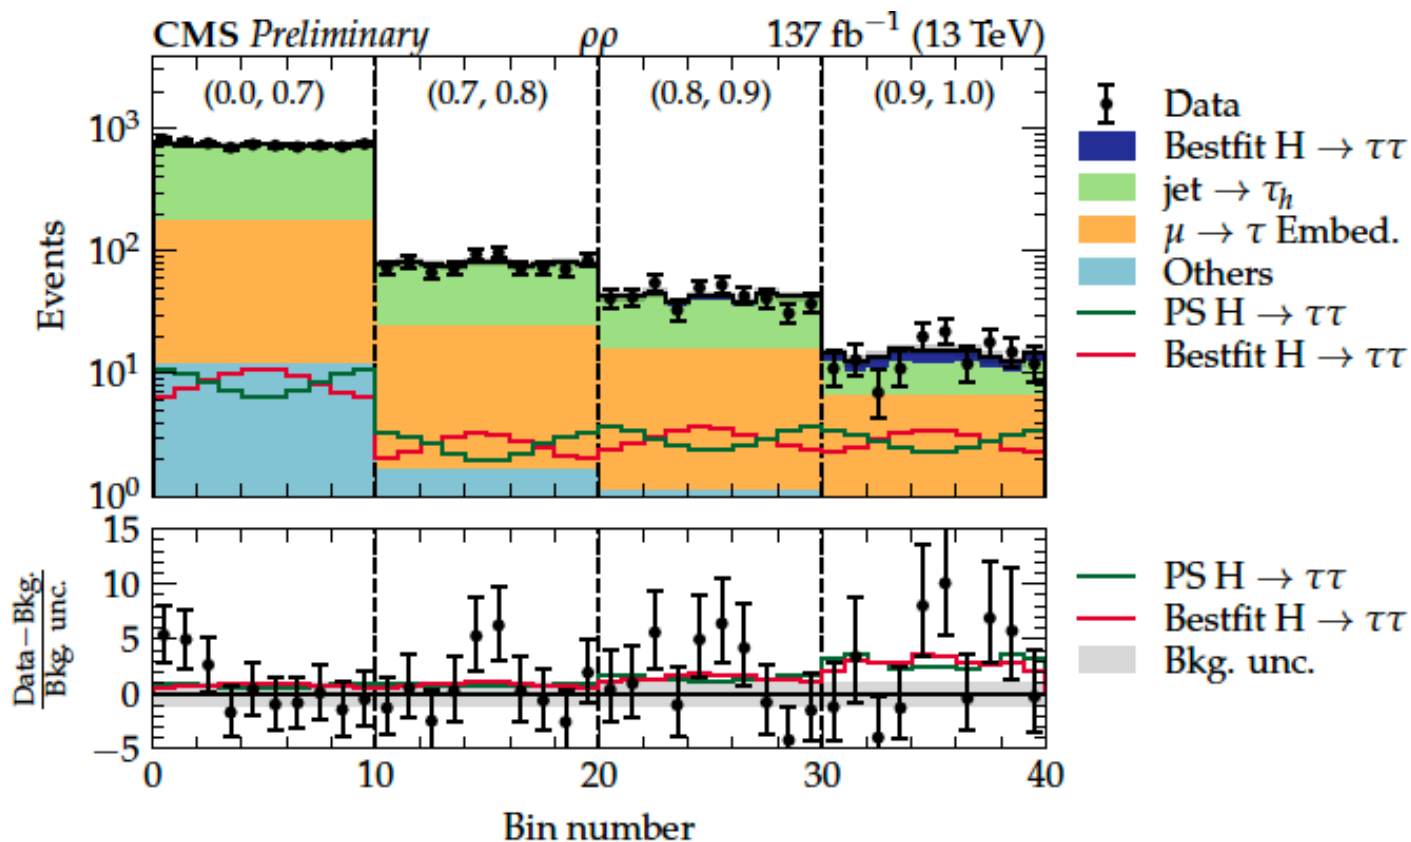 CMS Preliminary ρρ 137 fb⁻¹ (13 TeV)
(0.0, 0.7) (0.7, 0.8) (0.8, 0.9) (0.9, 1.0)
10³
10²
10¹
10⁰
Events
Data
Bestfit H → ττ
jet → τₕ
μ → τ Embed.
Others
PS H → ττ
Bestfit H → ττ
15
10
5
0
−5
Data−Bkg.
Bkg. unc.
PS H → ττ
Bestfit H → ττ
Bkg. unc.
0 10 20 30 40
Bin number